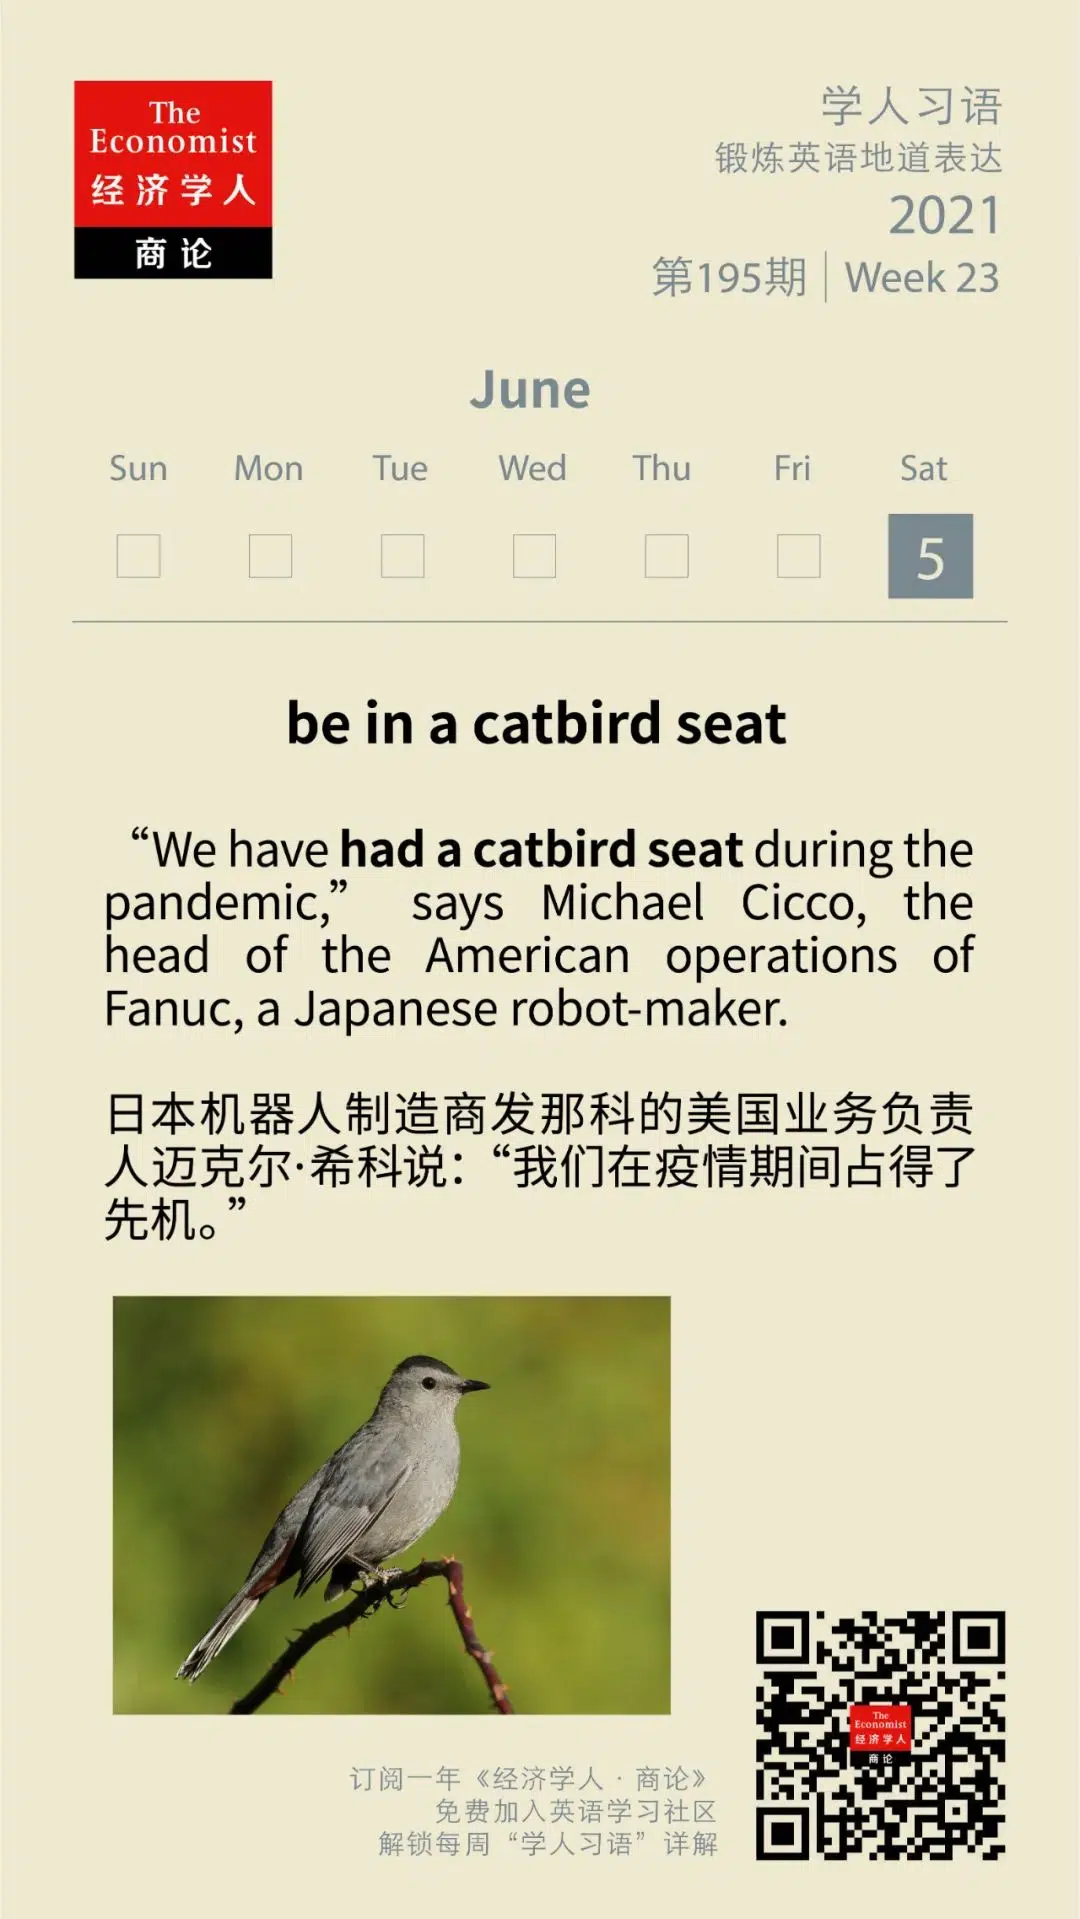 The
Economist
经济学人
商论
学人习语
锻炼英语地道表达
2021
第195期 | Week 23
June
Sun Mon Tue Wed Thu Fri Sat
5
be in a catbird seat
“We have had a catbird seat during the
pandemic,” says Michael Cicco, the
head of the American operations of
Fanuc, a Japanese robot-maker.
日本机器人制造商发那科的美国业务负责
人迈克尔·希科说：“我们在疫情期间占得了
先机。”
The
Economist
经济学人
商论
订阅一年《经济学人 · 商论》
免费加入英语学习社区
解锁每周“学人习语”详解